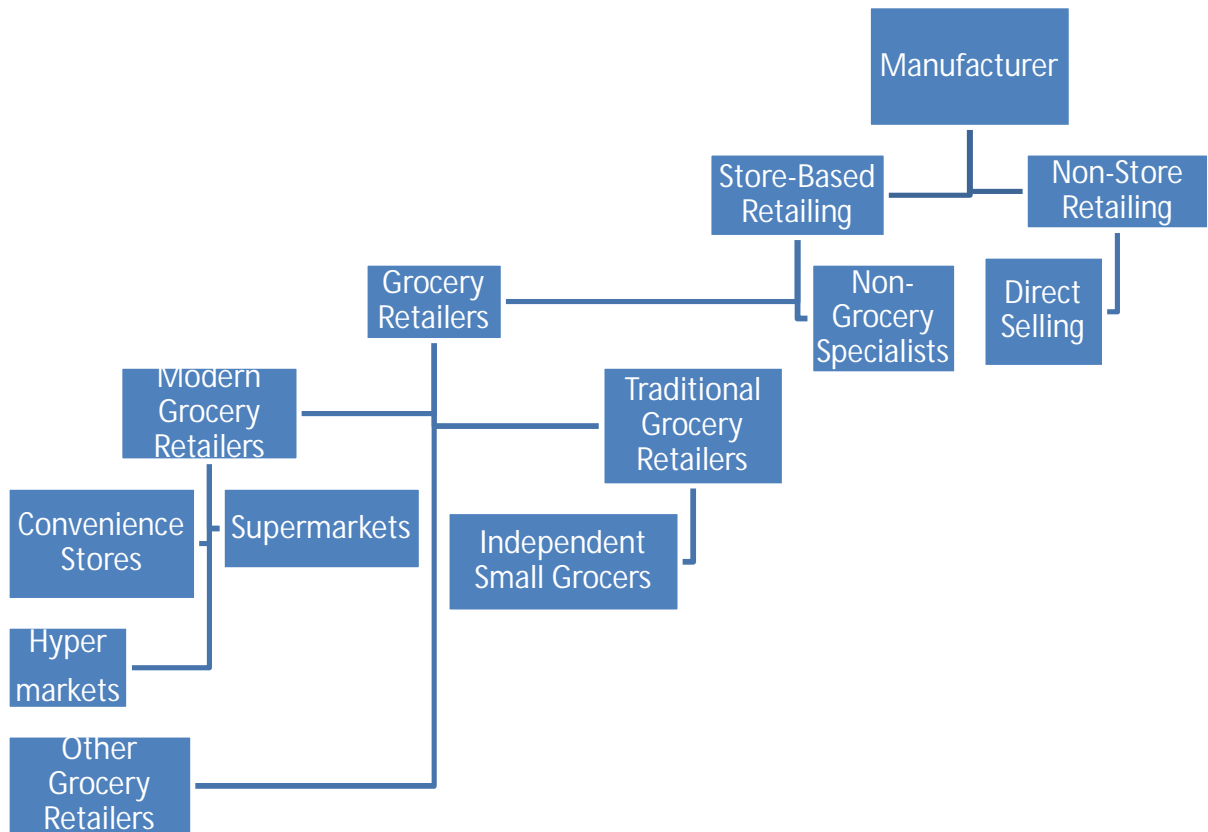 Manufacturer
Store-Based
Retailing
Non-Store
Retailing
Grocery
Retailers
Non-
Grocery
Specialists
Direct
Selling
Modern
Grocery
Retailers
Traditional
Grocery
Retailers
Convenience
Stores
Supermarkets
Independent
Small Grocers
Hyper
markets
Other
Grocery
Retailers